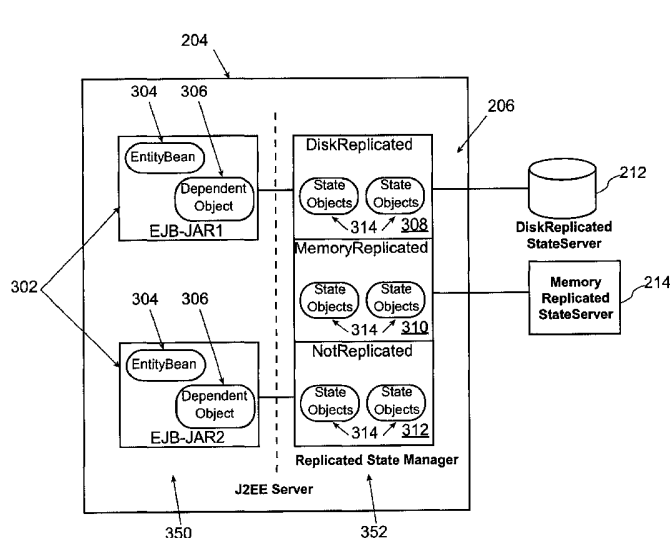 204
304
306
206
EntityBean
Dependent
Object
EJB-JAR1
DiskReplicated
State
Objects
State
Objects
314
308
212
DiskReplicated
StateServer
302
MemoryReplicated
State
Objects
State
Objects
314
310
Memory
Replicated
StateServer
214
304
306
EntityBean
Dependent
Object
EJB-JAR2
NotReplicated
State
Objects
State
Objects
314
312
Replicated State Manager
J2EE Server
350
352